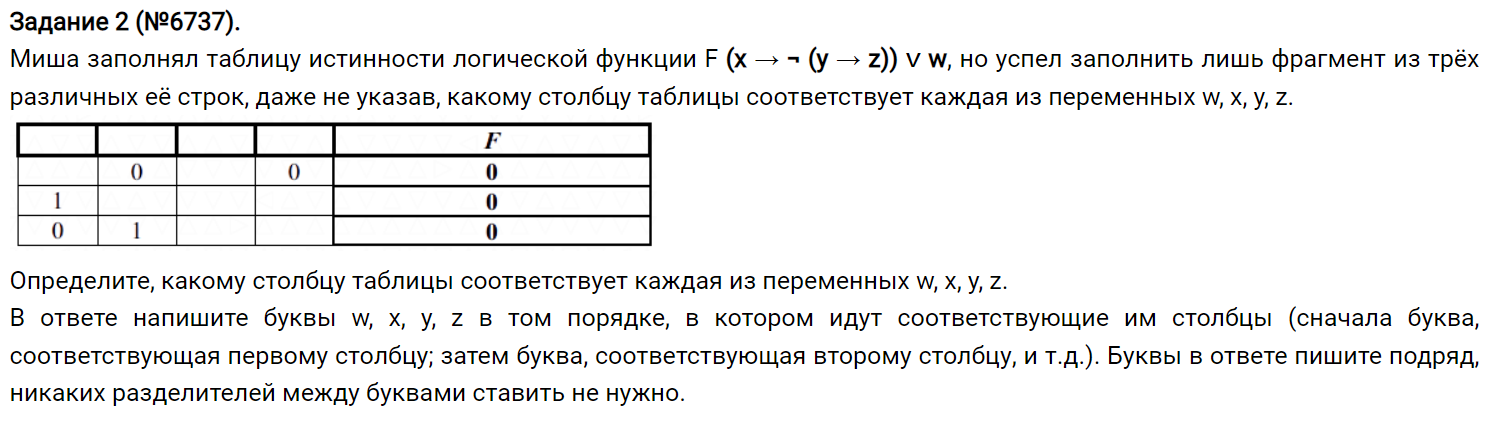 Задание 2 (№6737).
Миша заполнял таблицу истинности логической функции F (x → ¬ (y → z)) ∨ w, но успел заполнить лишь фрагмент из трёх
различных её строк, даже не указав, какому столбцу таблицы соответствует каждая из переменных w, x, y, z.
F
0 0 0
1 0
0 1 0
Определите, какому столбцу таблицы соответствует каждая из переменных w, x, y, z.
В ответе напишите буквы w, x, y, z в том порядке, в котором идут соответствующие им столбцы (сначала буква,
соответствующая первому столбцу; затем буква, соответствующая второму столбцу, и т.д.). Буквы в ответе пишите подряд,
никаких разделителей между буквами ставить не нужно.